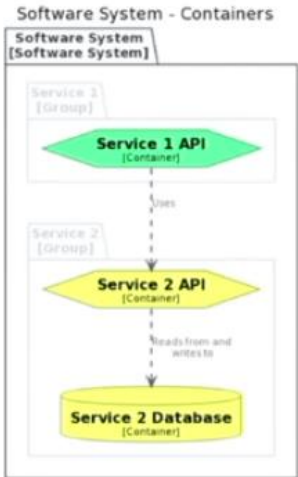 Software System - Containers
Software System
[Software System]
Service 1
[Group]
Service 1 API
[Container]
Uses
Service 2
[Group]
Service 2 API
[Container]
Reads from and
writes to
Service 2 Database
[Container]